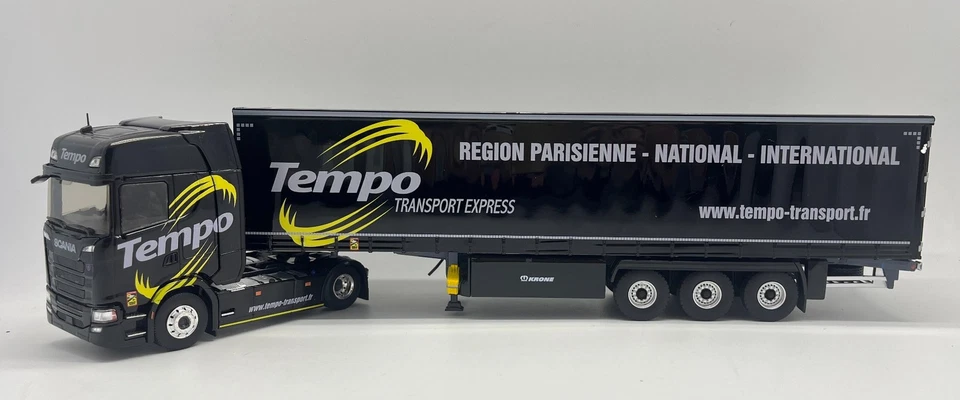 Tempo
SCANIA
Tempo
www.tempo-transport.fr
Tempo
TRANSPORT EXPRESS
REGION PARISIENNE - NATIONAL - INTERNATIONAL
www.tempo-transport.fr
KRONE